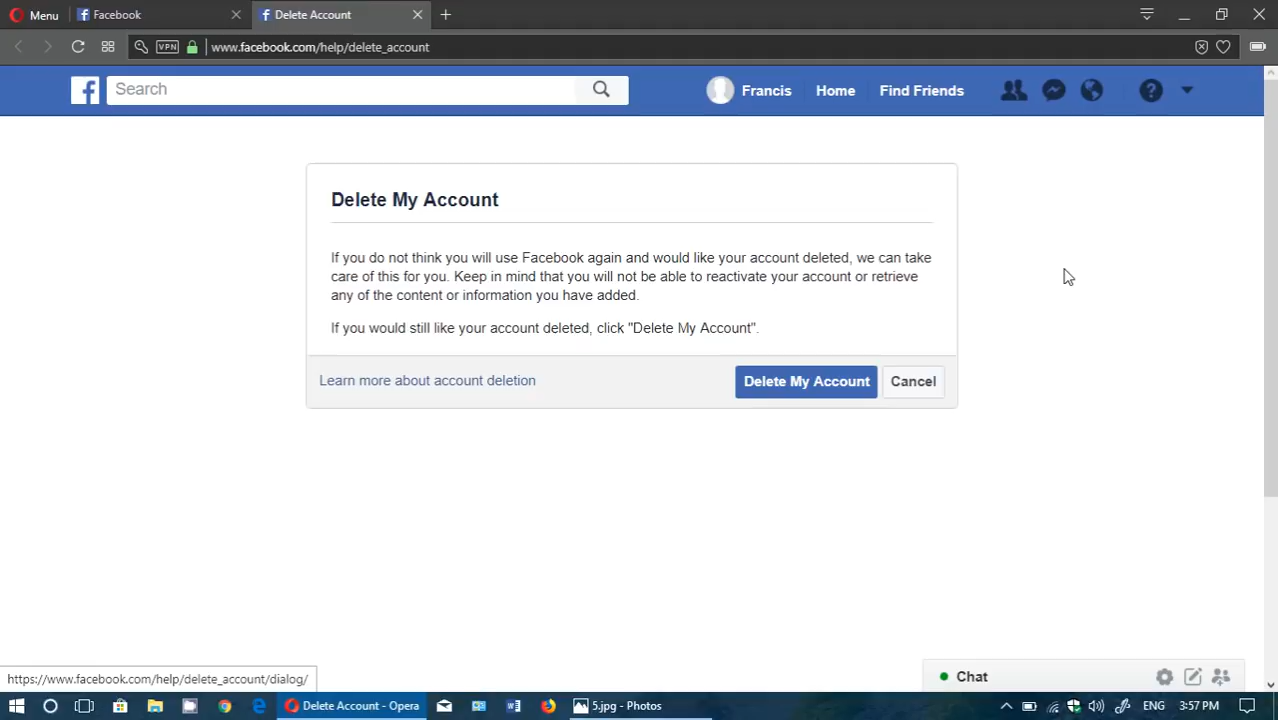 Menu
Facebook
Delete Account
VPN
www.facebook.com/help/delete_account
Search
Francis
Home
Find Friends
Delete My Account
If you do not think you will use Facebook again and would like your account deleted, we can take
care of this for you. Keep in mind that you will not be able to reactivate your account or retrieve
any of the content or information you have added.
If you would still like your account deleted, click "Delete My Account".
Learn more about account deletion
Delete My Account
Cancel
https://www.facebook.com/help/delete_account/dialog/
Chat
Delete Account - Opera
5.jpg - Photos
ENG
3:57 PM